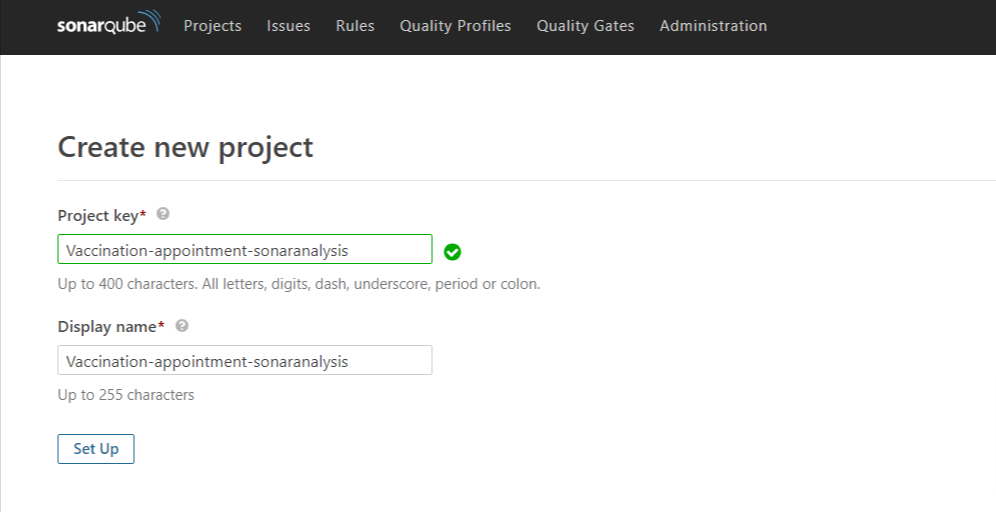 sonarqube Projects Issues Rules Quality Profiles Quality Gates Administration
Create new project
Project key*
Vaccination-appointment-sonaranalysis
Up to 400 characters. All letters, digits, dash, underscore, period or colon.
Display name*
Vaccination-appointment-sonaranalysis
Up to 255 characters
Set Up